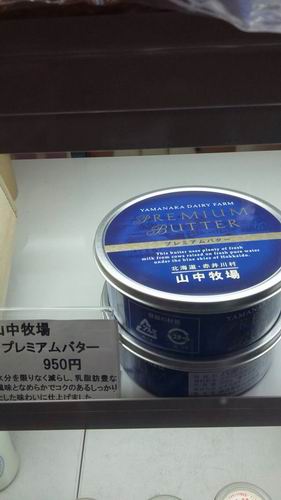 YAMANAKA DAIRY FARM
PREMIUM
BUTTER
プレミアムバター
This butter uses plenty of fresh
milk from cows raised on fresh pure water
under the blue skies of Hokkaido.
北海道・赤井川村
山中牧場
山中牧場
プレミアムバター
950円
水分を限りなく減らし、乳脂肪豊な
風味となめらかでコクのあるしっかり
とした味わいに仕上げました